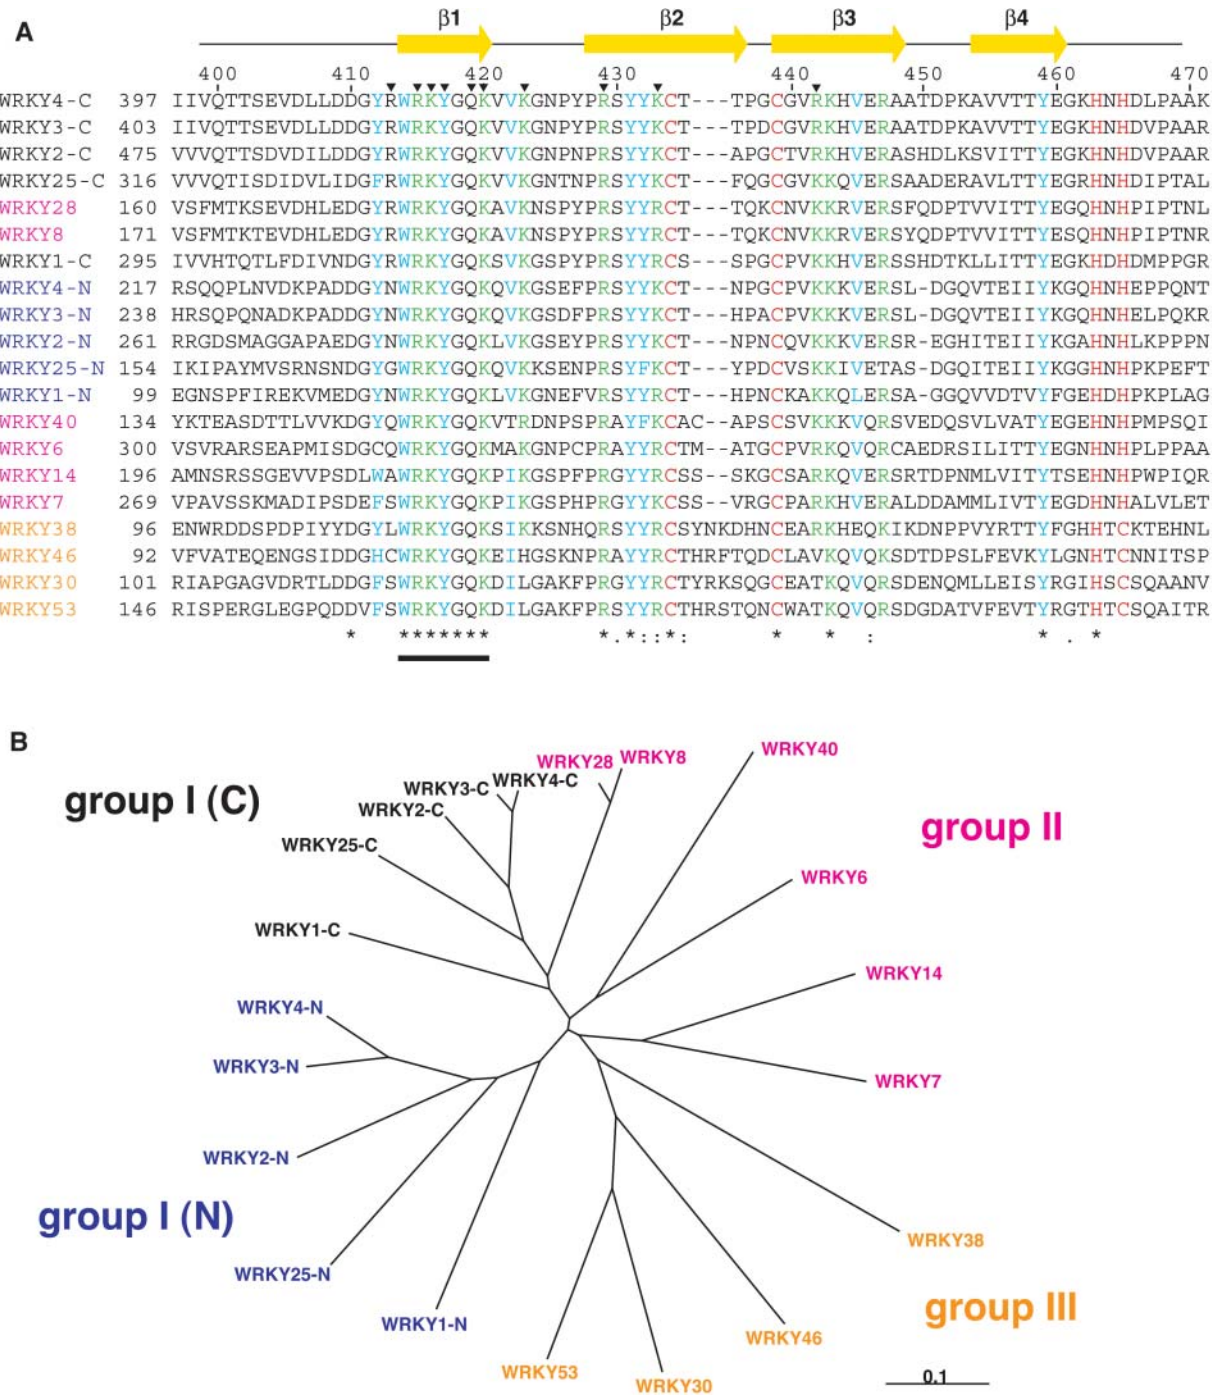 A
β1 β2 β3 β4
400 410 420 430 440 450 460 470
WRKY4-C 397 IIVQTTSEVDLLDDGYRWRKYGQKVVKGNPYPRSYYKCT---TPGCGVRKHVERAATDPKAVVTTYEGKHNHDLPAAK
WRKY3-C 403 IIVQTTSEVDLLDDGYRWRKYGQKVVKGNPYPRSYYKCT---TPDCGVRKHVERAATDPKAVVTTYEGKHNHDVPAAR
WRKY2-C 475 VVVQTTSDVDILDDGYRWRKYGQKVVKGNPNPRSYYKCT---APGCTVRKHVERASHDLKSVITTYEGKHNHDVPAAR
WRKY25-C 316 VVVQTISDIDVLIDGFRWRKYGQKVVKGNTNPRSYYKCT---FQGCGVKKQVERSAADERAVLTTYEGRHNHDIPTAL
WRKY28 160 VSFMTKSEVDHLEDGYRWRKYGQKAVKNSPYPRSYYRCT---TQKCNVKKRVERSFQDPTVVITTYEGQHNHPIPTNL
WRKY8 171 VSFMTKTEVDHLEDGYRWRKYGQKAVKNSPYPRSYYRCT---TQKCNVKKRVERSYQDPTVVITTYESQHNHPIPTNR
WRKY1-C 295 IVVHTQTLFDIVNDGYRWRKYGQKSVKGSPYPRSYYRCS---SPGCPVKKHVERSSHDTKLLITTYEGKHDHDMPPGR
WRKY4-N 217 RSQQPLNVDKPADDGYNWRKYGQKQVKGSEFPRSYYKCT---NPGCPVKKKVERSL-DGQVTEIIYKGQHNHEPPQNT
WRKY3-N 238 HRSQPQNADKPADDGYNWRKYGQKQVKGSDFPRSYYKCT---HPACPVKKKVERSL-DGQVTEIIYKGQHNHELPQKR
WRKY2-N 261 RRGDSMAGGAPAEDGYNWRKYGQKLVKGSEYPRSYYKCT---NPNCQVKKKVERSR-EGHITEIIYKGAHNHLKPPPN
WRKY25-N 154 IKIPAYMVSRNSNDGYGWRKYGQKQVKKSENPRSYFKCT---YPDCVSKKIVETAS-DGQITEIIYKGGHNHPKPEFT
WRKY1-N 99 EGNSPFIREKVMEDGYNWRKYGQKLVKGNEFVRSYYRCT---HPNCKAKKQLERSA-GGQVVDTVYFGEHDHPKPLAG
WRKY40 134 YKTEASDTTLVVKDGYQWRKYGQKVTRDNPSPRAYFKCAC--APSCSVKKKVQRSVEDQSVLVATYEGEHNHPMPSQI
WRKY6 300 VSVRARSEAPMISDGCQWRKYGQKMAKGNPCPRAYYRCTM--ATGCPVRKQVQRCAEDRSILITTYEGNHNHPLPPAA
WRKY14 196 AMNSRSSGEVVPSDLWAWRKYGQKPIKGSPFPRGYYRCSS--SKGCSARKQVERSRTDPNMLVITYTSEHNHPWPIQR
WRKY7 269 VPAVSSKMADIPSDEFSWRKYGQKPIKGSPHPRGYYKCSS--VRGCPARKHVERALDDAMMLIVTYEGDHNHALVLET
WRKY38 96 ENWRDDSPDPIYYDGYLWRKYGQKSIKKSNHQRSYYRCSYNKDHNCEARKHEQKIKDNPPVYRTTYFGHHTCKTEHNL
WRKY46 92 VFVATEQENGSIDDGHCWRKYGQKEIHGSKNPRAYYRCTHRFTQDCLAVKQVQKSDTDPSLFEVKYLGNHTCNNITSP
WRKY30 101 RIAPGAGVDRTLDDGFSWRKYGQKDILGAKFPRGYYRCTYRKSQGCEATKQVQRSDENQMLLEISYRGIHSCSQAANV
WRKY53 146 RISPERGLEGPQDDVFSWRKYGQKDILGAKFPRSYYRCTHRSTQNCWATKQVQRSDGDATVFEVTYRGTHTCSQAITR
* ******* *.*::*: * * : * . *
B
WRKY28 WRKY8 WRKY40
group I (C) WRKY3-C WRKY4-C
WRKY2-C
group II
WRKY25-C
WRKY6
WRKY1-C
WRKY14
WRKY4-N
WRKY3-N
WRKY7
WRKY2-N
group I (N)
WRKY38
WRKY25-N
group III
WRKY1-N
WRKY46
WRKY53
WRKY30
0.1